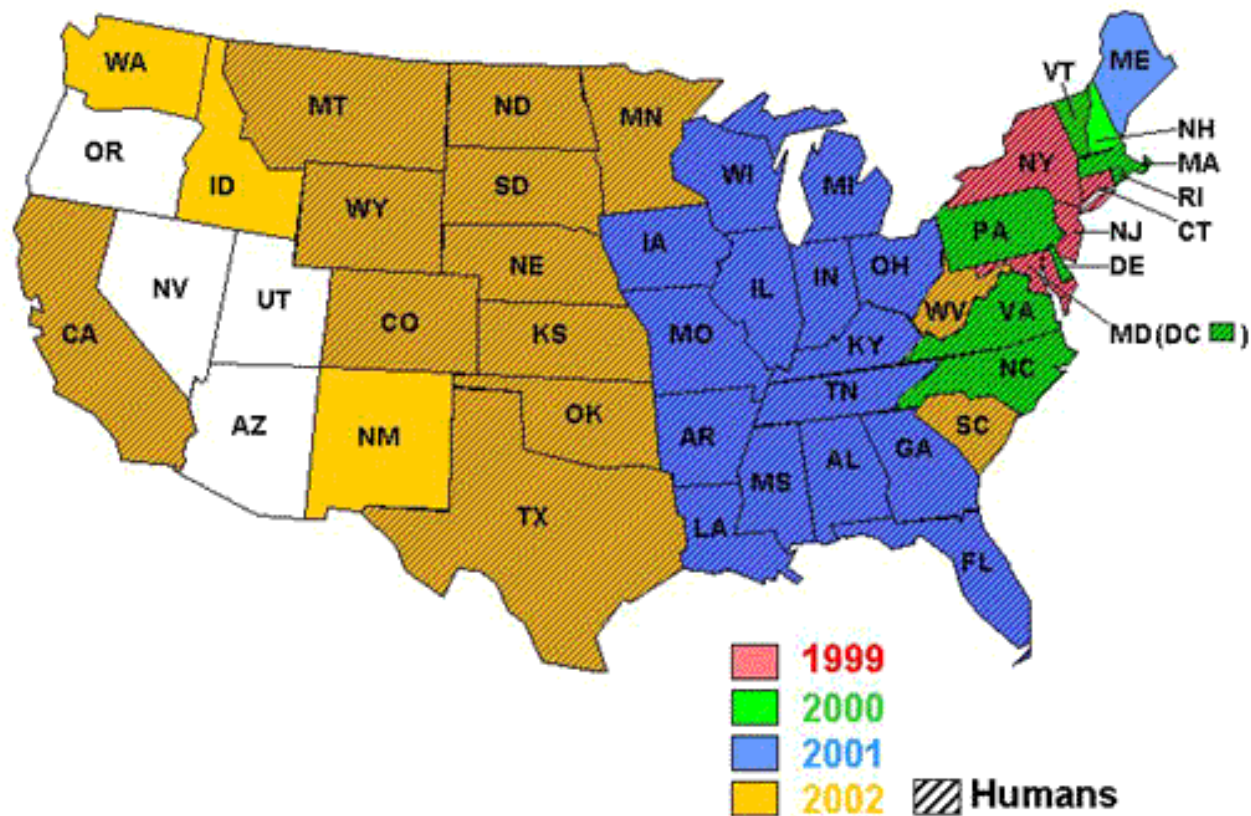 WA
MT
ND
MN
ME
VT
NH
MA
OR
ID
SD
WI
MI
NY
RI
WY
CT
PA
NJ
IA
NE
OH
DE
NV
UT
IL
IN
CO
KS
MO
WV
VA
CA
KY
MD(DC )
NC
AZ
NM
OK
TN
AR
SC
MS
AL
GA
TX
LA
FL
1999
2000
2001
2002
Humans